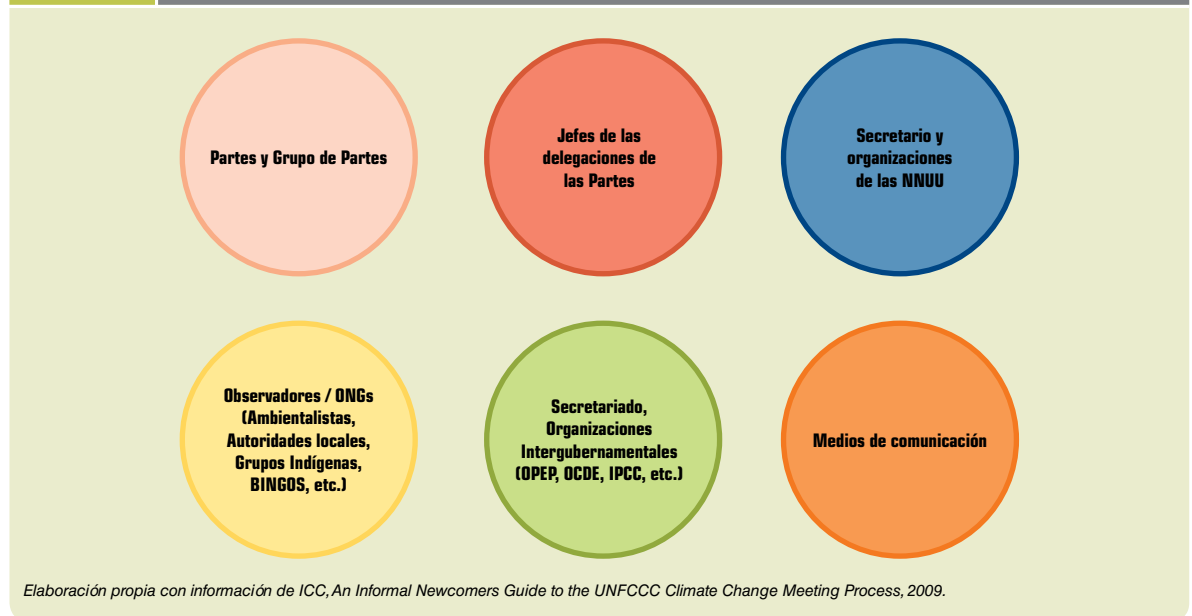 Partes y Grupo de Partes
Jefes de las
delegaciones de
las Partes
Secretario y
organizaciones
de las NNUU
Observadores / ONGs
(Ambientalistas,
Autoridades locales,
Grupos Indígenas,
BINGOS, etc.)
Secretariado,
Organizaciones
Intergubernamentales
(OPEP, OCDE, IPCC, etc.)
Medios de comunicación
Elaboración propia con información de ICC, An Informal Newcomers Guide to the UNFCCC Climate Change Meeting Process, 2009.